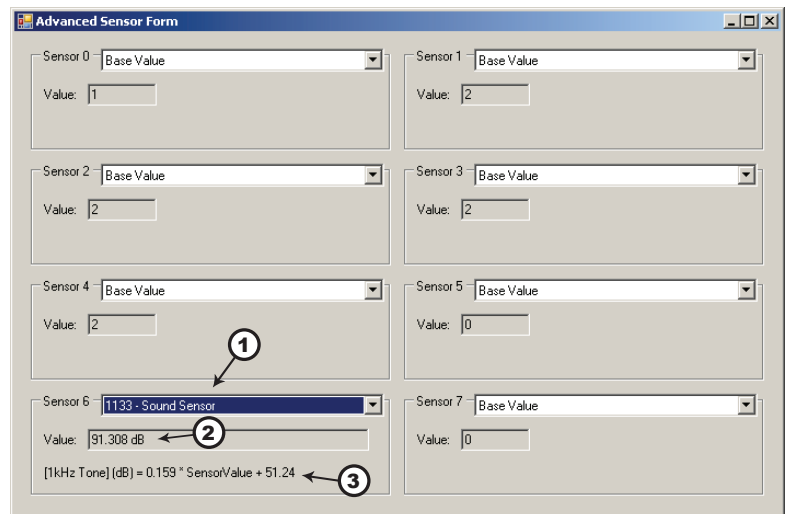 Advanced Sensor Form
Sensor 0 Base Value
Value: 1
Sensor 1 Base Value
Value: 2
Sensor 2 Base Value
Value: 2
Sensor 3 Base Value
Value: 2
Sensor 4 Base Value
Value: 2
Sensor 5 Base Value
Value: 0
1
Sensor 6 1133 - Sound Sensor
Value: 91.308 dB
2
[1kHz Tone] (dB) = 0.159 * SensorValue + 51.24
3
Sensor 7 Base Value
Value: 0